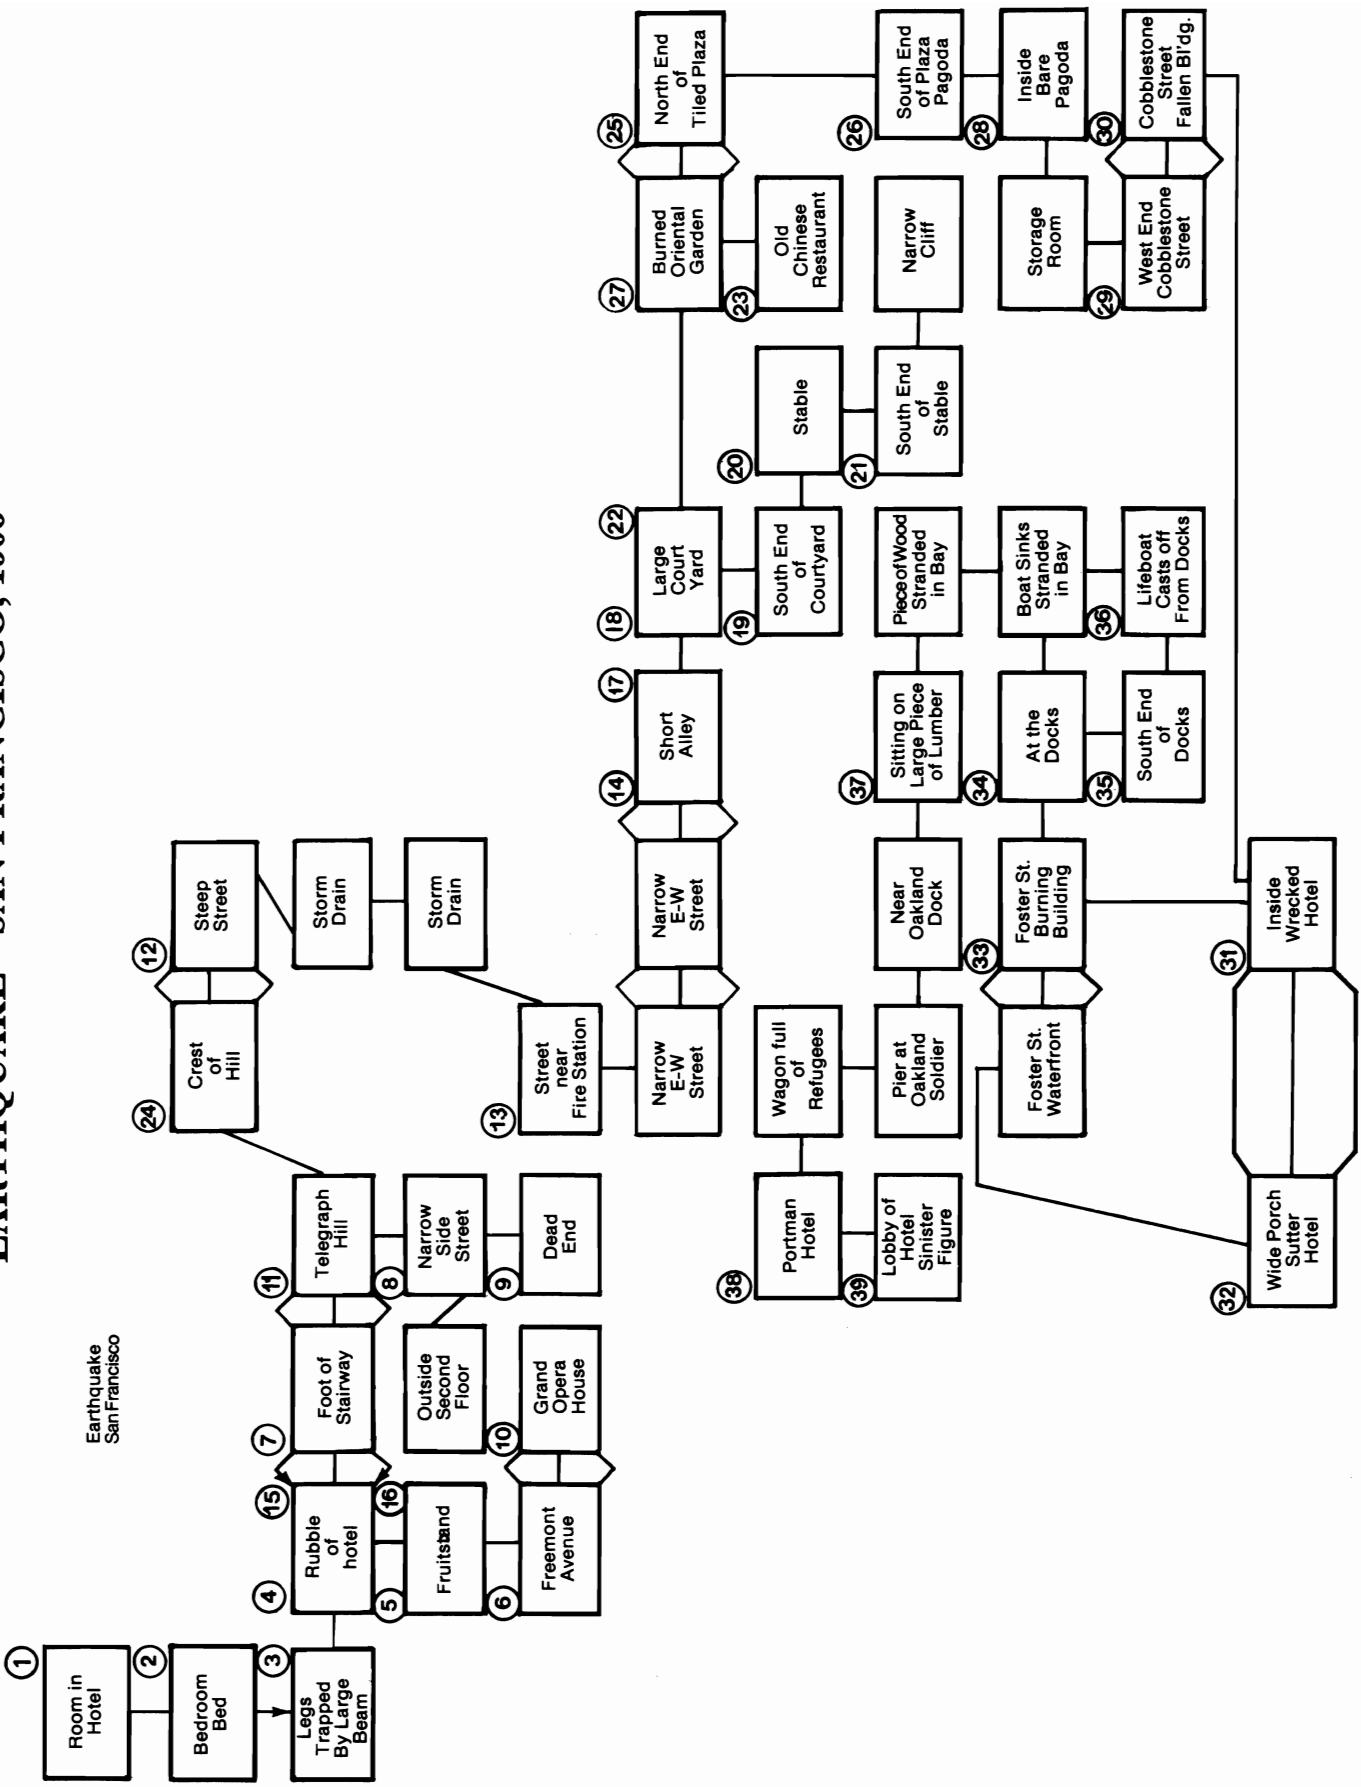 EARTHQUAKE SAN FRANCISCO, 1906
1
Room in
Hotel
Earthquake
San Francisco
2
Bedroom
Bed
24
Crest
of
Hill
12
Steep
Street
3
Legs
Trapped
By Large
Beam
4
15
Rubble
of
hotel
7
Foot of
Stairway
11
Telegraph
Hill
Storm
Drain
5
16
Fruitstand
Outside
Second
Floor
8
Narrow
Side
Street
Storm
Drain
6
Freemont
Avenue
10
Grand
Opera
House
9
Dead
End
13
Street
near
Fire Station
Narrow
E-W
Street
Narrow
E-W
Street
14
17
Short
Alley
18
22
Large
Court
Yard
27
Burned
Oriental
Garden
25
North End
of
Tiled Plaza
38
Portman
Hotel
Wagon full
of
Refugees
19
South End
of
Courtyard
20
Stable
23
Old
Chinese
Restaurant
39
Lobby of
Hotel
Sinister
Figure
Pier at
Oakland
Soldier
Near
Oakland
Dock
37
Sitting on
Large Piece
of Lumber
Piece of Wood
Stranded
in Bay
21
South End
of
Stable
Narrow
Cliff
26
South End
of Plaza
Pagoda
Foster St.
Waterfront
33
Foster St.
Burning
Building
34
At the
Docks
Boat Sinks
Stranded
in Bay
Storage
Room
28
Inside
Bare
Pagoda
35
South End
of
Docks
36
Lifeboat
Casts off
From Docks
29
West End
Cobblestone
Street
30
Cobblestone
Street
Fallen Bl'dg.
32
Wide Porch
Sutter
Hotel
31
Inside
Wrecked
Hotel